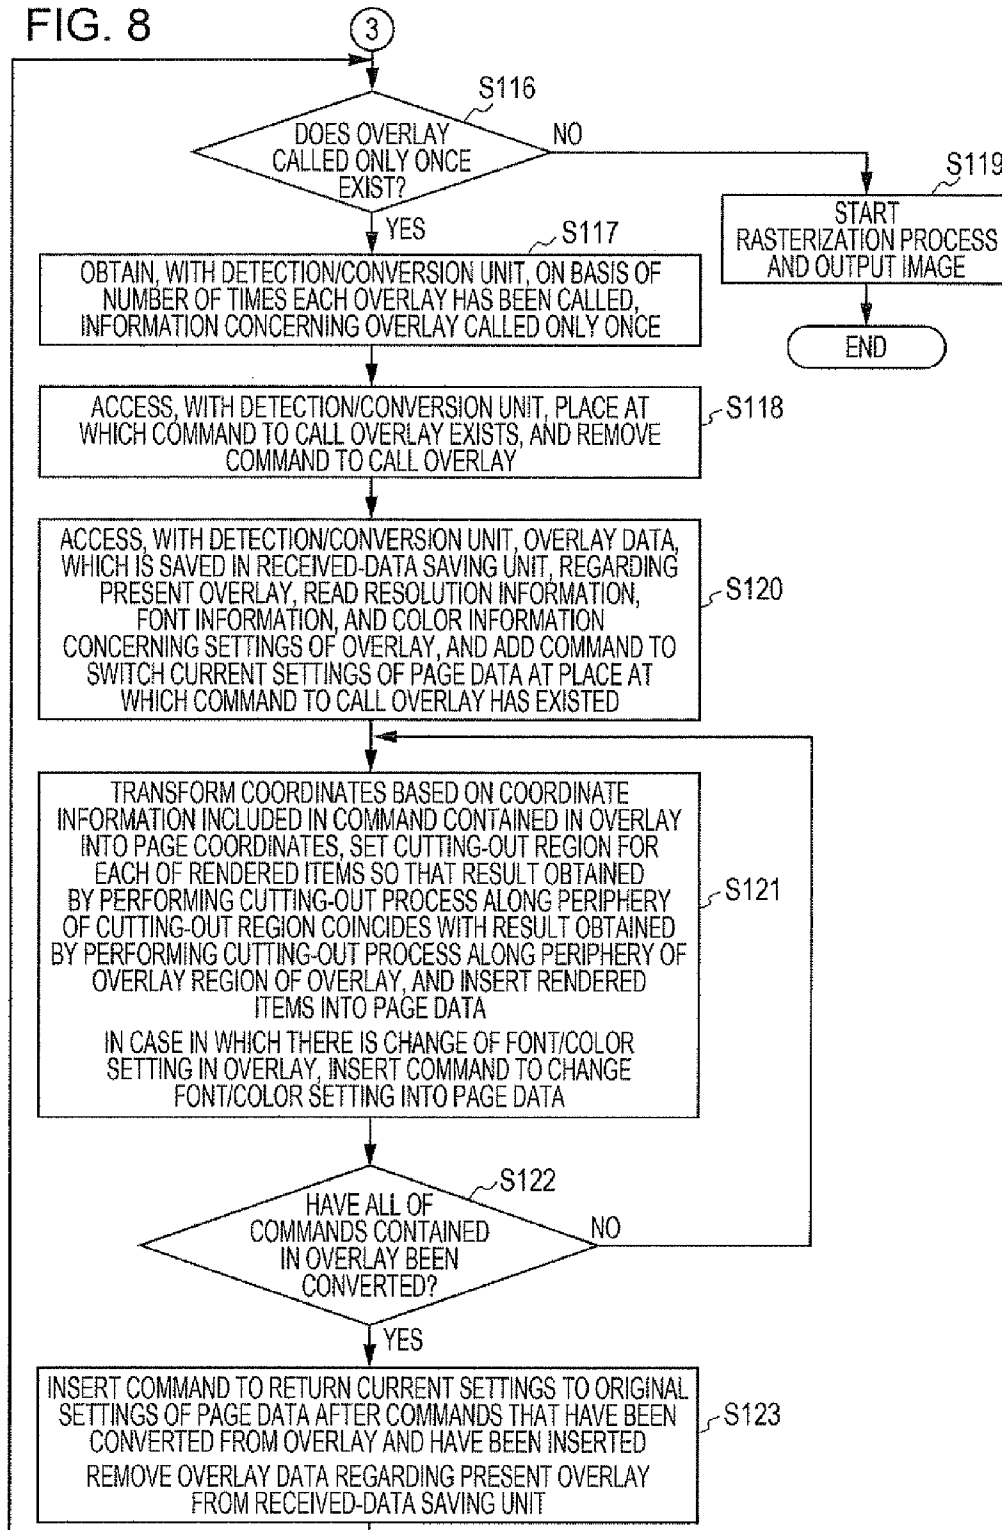 FIG. 8
3
S116
DOES OVERLAY
CALLED ONLY ONCE
EXIST?
NO
YES
S119
START
RASTERIZATION PROCESS
AND OUTPUT IMAGE
END
S117
OBTAIN, WITH DETECTION/CONVERSION UNIT, ON BASIS OF
NUMBER OF TIMES EACH OVERLAY HAS BEEN CALLED,
INFORMATION CONCERNING OVERLAY CALLED ONLY ONCE
S118
ACCESS, WITH DETECTION/CONVERSION UNIT, PLACE AT
WHICH COMMAND TO CALL OVERLAY EXISTS, AND REMOVE
COMMAND TO CALL OVERLAY
S120
ACCESS, WITH DETECTION/CONVERSION UNIT, OVERLAY DATA,
WHICH IS SAVED IN RECEIVED-DATA SAVING UNIT, REGARDING
PRESENT OVERLAY, READ RESOLUTION INFORMATION,
FONT INFORMATION, AND COLOR INFORMATION
CONCERNING SETTINGS OF OVERLAY, AND ADD COMMAND TO
SWITCH CURRENT SETTINGS OF PAGE DATA AT PLACE AT
WHICH COMMAND TO CALL OVERLAY HAS EXISTED
S121
TRANSFORM COORDINATES BASED ON COORDINATE
INFORMATION INCLUDED IN COMMAND CONTAINED IN OVERLAY
INTO PAGE COORDINATES, SET CUTTING-OUT REGION FOR
EACH OF RENDERED ITEMS SO THAT RESULT OBTAINED
BY PERFORMING CUTTING-OUT PROCESS ALONG PERIPHERY
OF CUTTING-OUT REGION COINCIDES WITH RESULT OBTAINED
BY PERFORMING CUTTING-OUT PROCESS ALONG PERIPHERY OF
OVERLAY REGION OF OVERLAY, AND INSERT RENDERED
ITEMS INTO PAGE DATA
IN CASE IN WHICH THERE IS CHANGE OF FONT/COLOR
SETTING IN OVERLAY, INSERT COMMAND TO CHANGE
FONT/COLOR SETTING INTO PAGE DATA
S122
HAVE ALL OF
COMMANDS CONTAINED
IN OVERLAY BEEN
CONVERTED?
NO
YES
S123
INSERT COMMAND TO RETURN CURRENT SETTINGS TO ORIGINAL
SETTINGS OF PAGE DATA AFTER COMMANDS THAT HAVE BEEN
CONVERTED FROM OVERLAY AND HAVE BEEN INSERTED
REMOVE OVERLAY DATA REGARDING PRESENT OVERLAY
FROM RECEIVED-DATA SAVING UNIT